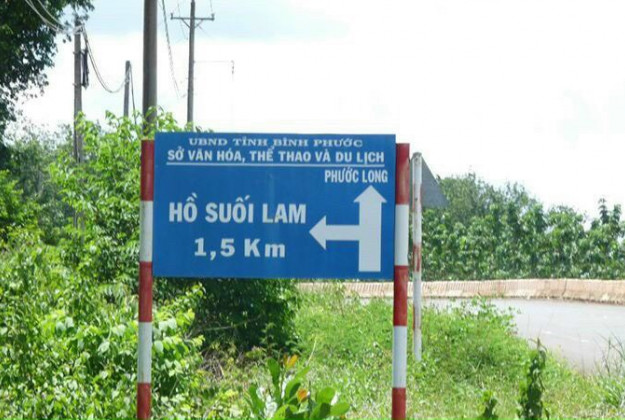 UBND TỈNH BÌNH PHƯỚC
SỞ VĂN HÓA, THỂ THAO VÀ DU LỊCH
PHƯỚC LONG
HỒ SUỐI LAM
1,5 Km